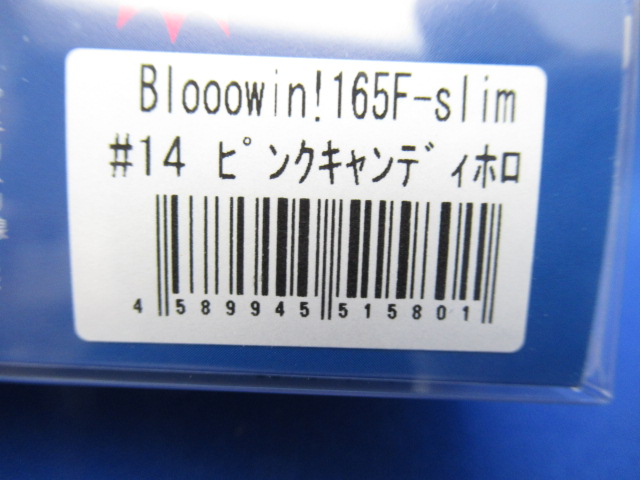 Blooowin!165F-slim
#14 ﾋﾟﾝｸｷｬﾝﾃﾞｨﾎﾛ
4 589945 515801